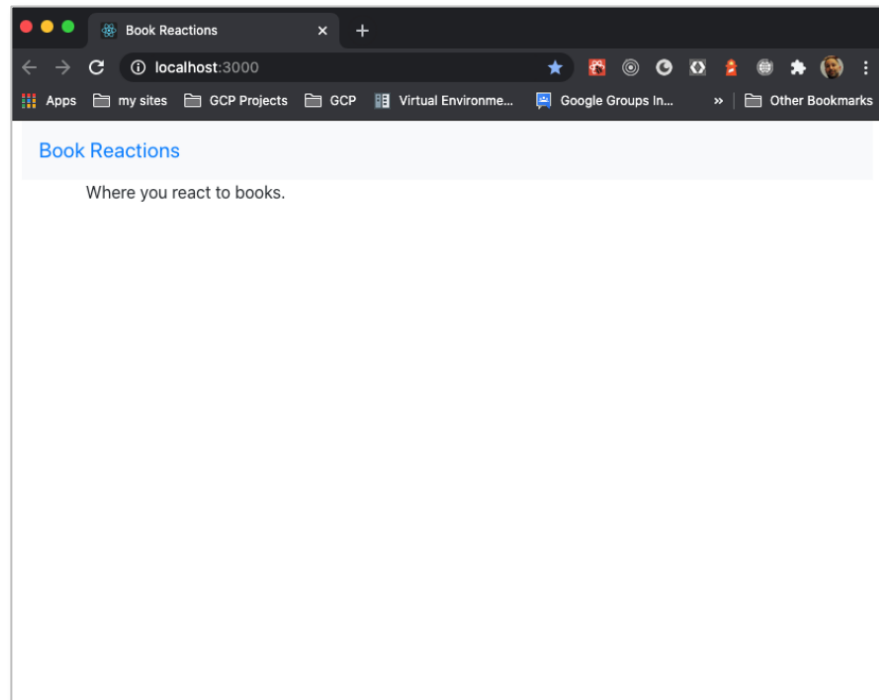 Book Reactions
localhost:3000
Apps my sites GCP Projects GCP Virtual Environme... Google Groups In... » Other Bookmarks
Book Reactions
Where you react to books.